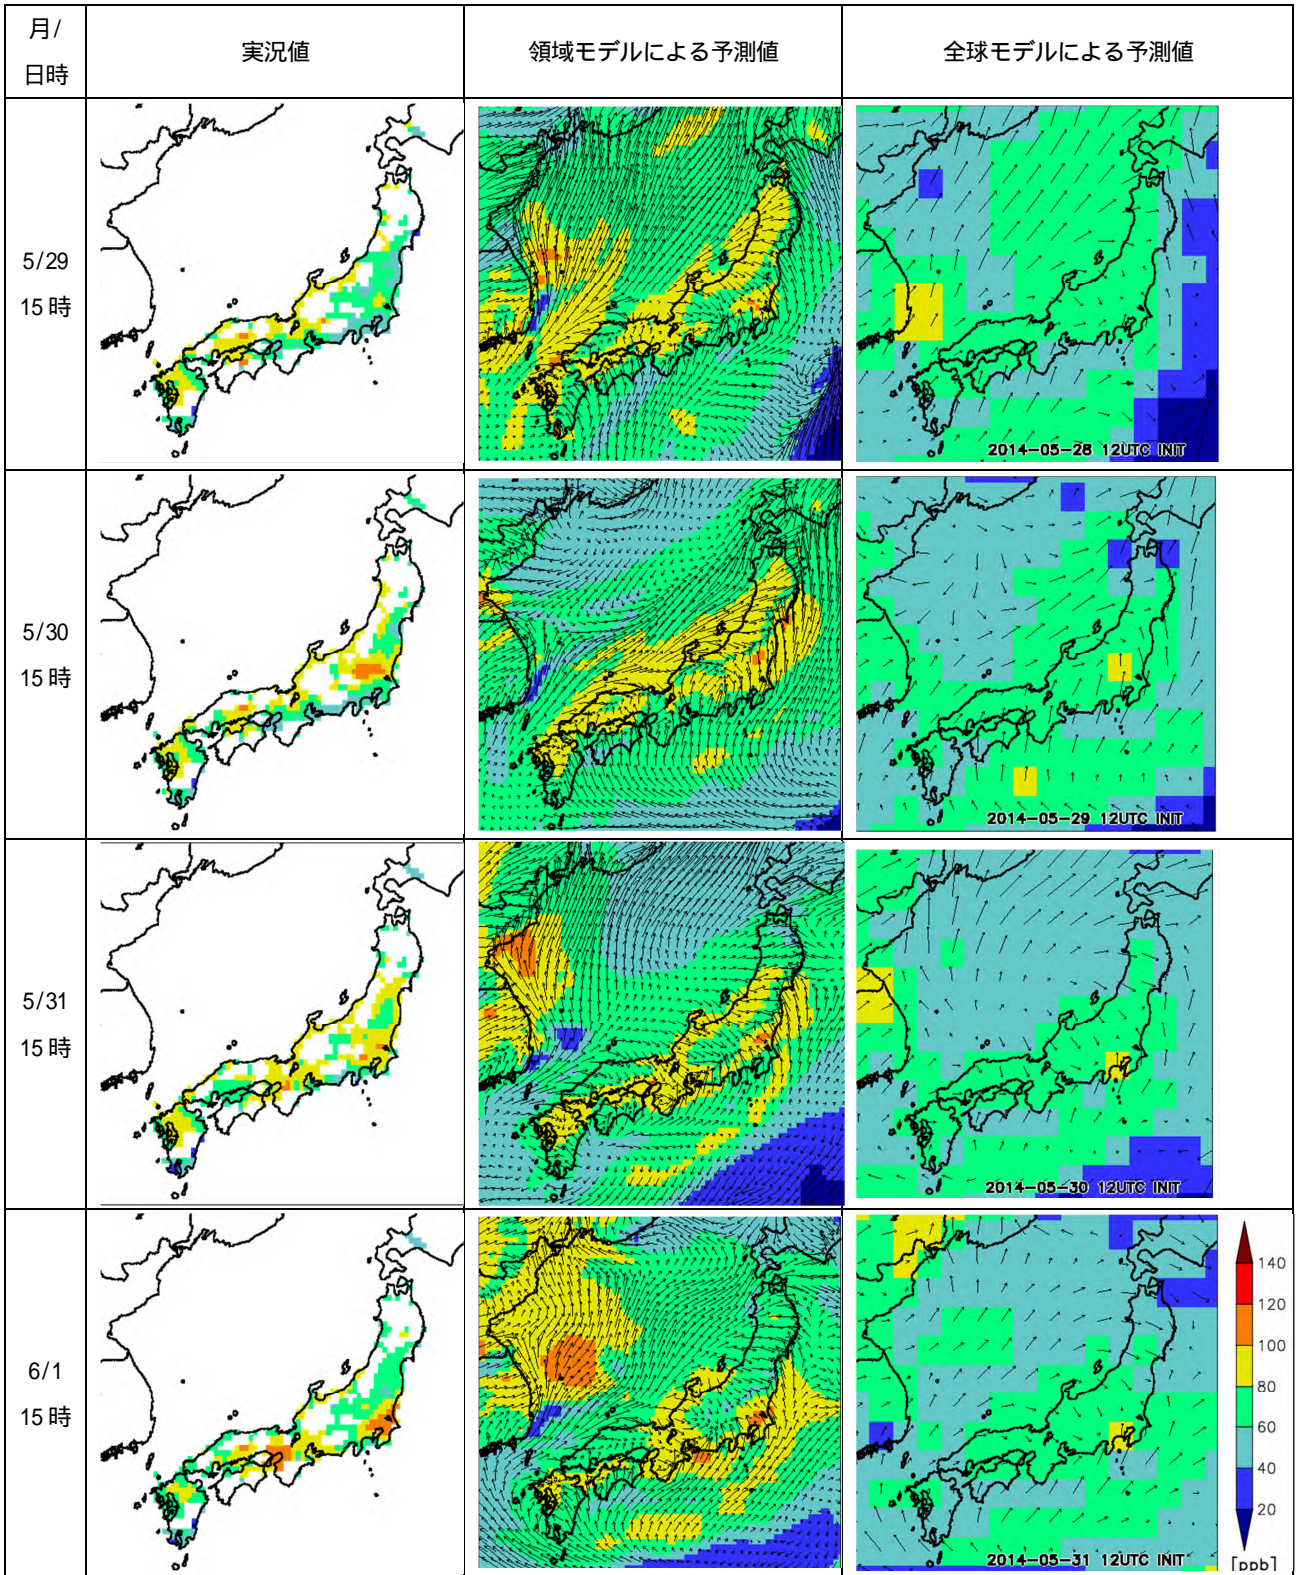 月/
日時
実況値
領域モデルによる予測値
全球モデルによる予測値
5/29
15時
2014-05-28 12UTC INIT
5/30
15時
2014-05-29 12UTC INIT
5/31
15時
2014-05-30 12UTC INIT
6/1
15時
2014-05-31 12UTC INIT
140
120
100
80
60
40
20
[ppb]